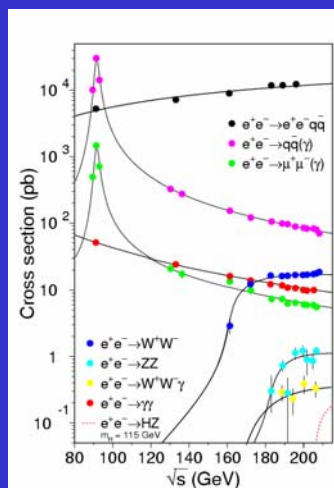 10⁴
10³
10²
10
1
10⁻¹
Cross section (pb)
e⁺e⁻→e⁺e⁻qq̄
e⁺e⁻→qq̄(γ)
e⁺e⁻→μ⁺μ⁻(γ)
e⁺e⁻→W⁺W⁻
e⁺e⁻→ZZ
e⁺e⁻→W⁺W⁻γ
e⁺e⁻→γγ
e⁺e⁻→HZ
m_H = 115 GeV
80 100 120 140 160 180 200
√s (GeV)